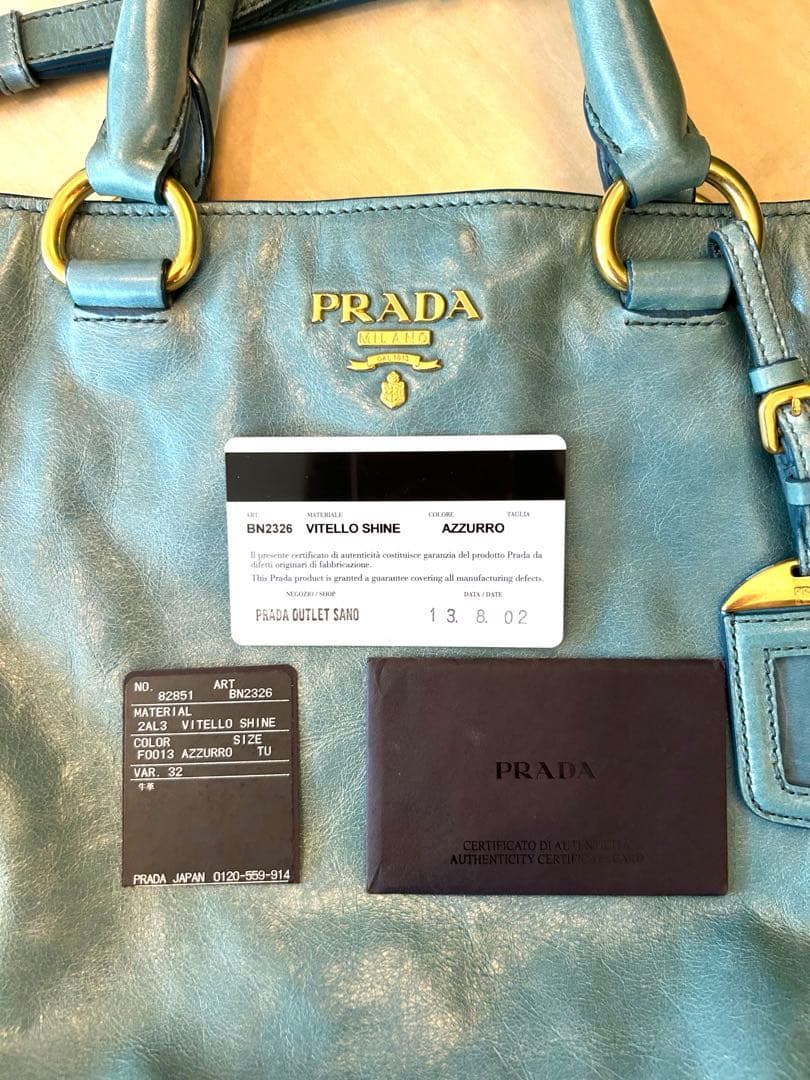 PRADA
MILANO
DAL 1913
ART. MATERIALE COLORE TAGLIA
BN2326 VITELLO SHINE AZZURRO
Il presente certificato di autenticità costituisce garanzia del prodotto Prada da
difetti originari di fabbricazione.
This Prada product is granted a guarantee covering all manufacturing defects.
NEGOZIO / SHOP DATA / DATE
PRADA OUTLET SANO 13. 8. 02
NO. ART
82851 BN2326
MATERIAL
2AL3 VITELLO SHINE
COLOR SIZE
F0013 AZZURRO TU
VAR. 32
牛革
PRADA JAPAN 0120-559-914
PRADA
CERTIFICATO DI AUTENTICITÀ
AUTHENTICITY CERTIFICATE CARD